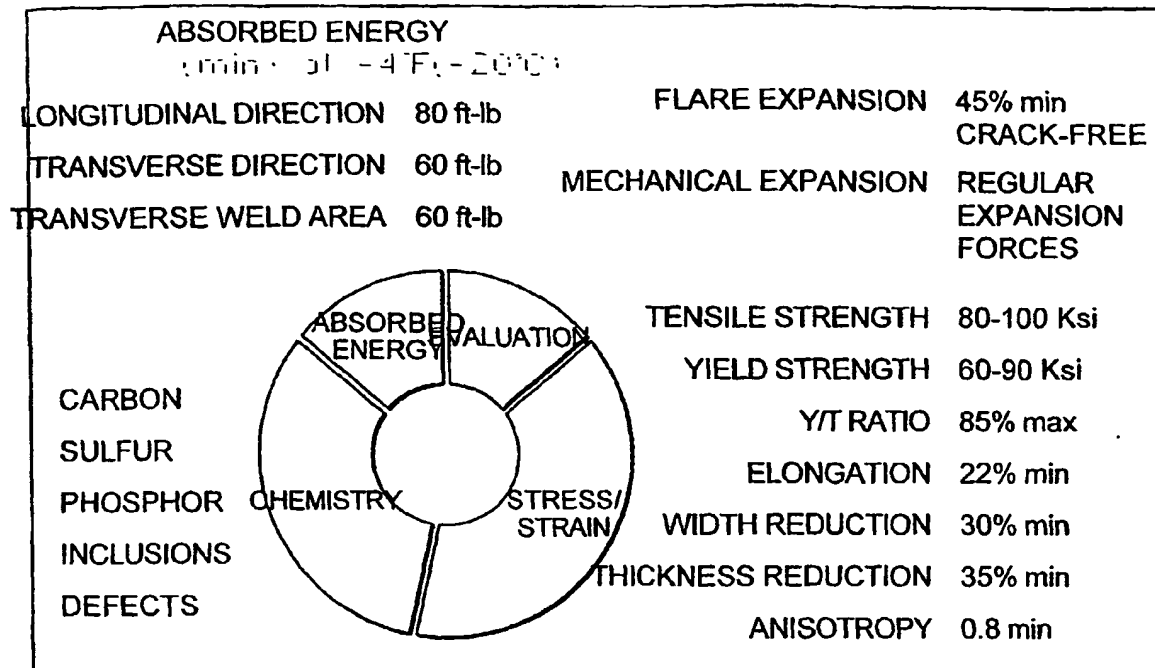 ABSORBED ENERGY
LONGITUDINAL DIRECTION 80 ft-lb
TRANSVERSE DIRECTION 60 ft-lb
TRANSVERSE WELD AREA 60 ft-lb
FLARE EXPANSION 45% min
CRACK-FREE
MECHANICAL EXPANSION REGULAR
EXPANSION
FORCES
ABSORBED
ENERGY
EVALUATION
CHEMISTRY
STRESS/
STRAIN
CARBON
SULFUR
PHOSPHOR
INCLUSIONS
DEFECTS
TENSILE STRENGTH 80-100 Ksi
YIELD STRENGTH 60-90 Ksi
Y/T RATIO 85% max
ELONGATION 22% min
WIDTH REDUCTION 30% min
THICKNESS REDUCTION 35% min
ANISOTROPY 0.8 min